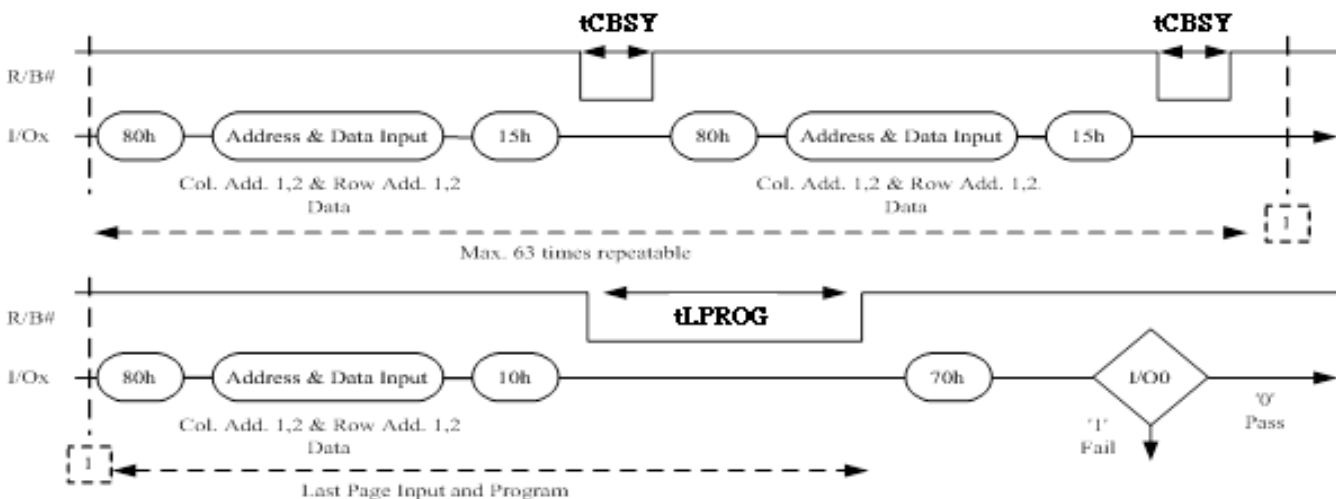 tCBSY tCBSY
R/B#
I/Ox 80h Address & Data Input 15h 80h Address & Data Input 15h
Col. Add. 1,2 & Row Add. 1,2 Col. Add. 1,2 & Row Add. 1,2.
Data Data
1
Max. 63 times repeatable
R/B# tLPROG
I/Ox 80h Address & Data Input 10h 70h I/O0
'0'
Col. Add. 1,2 & Row Add. 1,2 '1' Pass
Data Fail
1
Last Page Input and Program